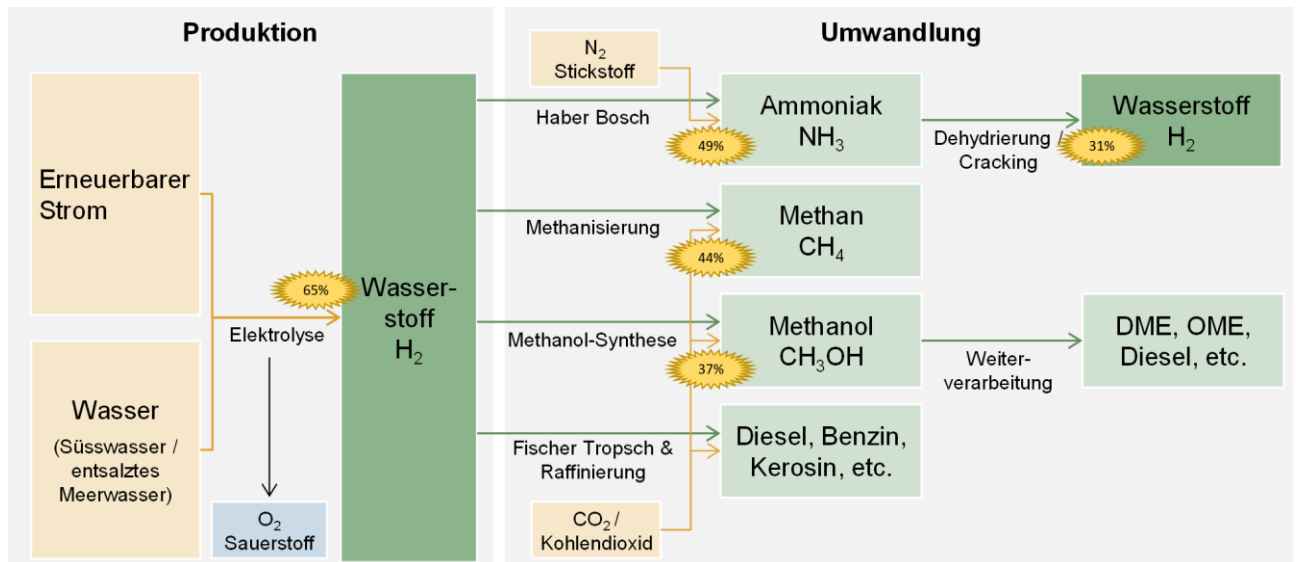 Produktion
Erneuerbarer
Strom
Wasser
(Süsswasser /
entsalztes
Meerwasser)
65%
Elektrolyse
O₂
Sauerstoff
Wasser-
stoff
H₂
Umwandlung
N₂
Stickstoff
Haber Bosch
49%
Ammoniak
NH₃
Dehydrierung /
Cracking
31%
Wasserstoff
H₂
Methanisierung
44%
Methan
CH₄
Methanol-Synthese
37%
Methanol
CH₃OH
Weiter-
verarbeitung
DME, OME,
Diesel, etc.
Fischer Tropsch &
Raffinierung
Diesel, Benzin,
Kerosin, etc.
CO₂ /
Kohlendioxid